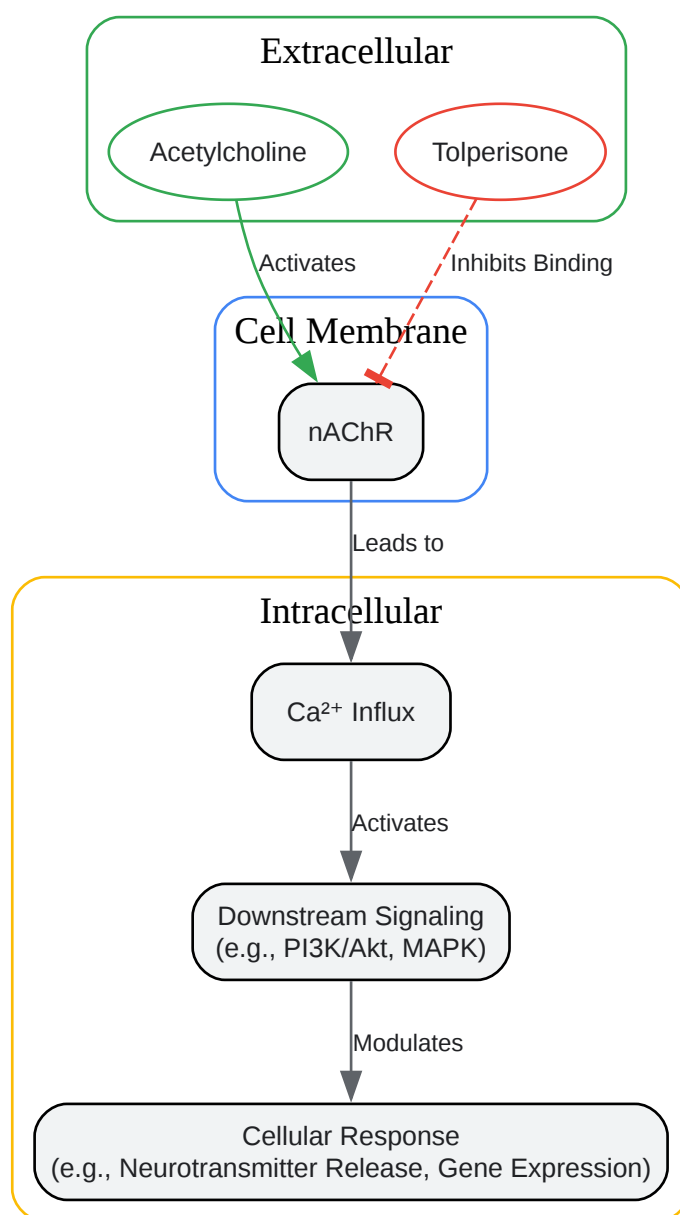 Extracellular
Acetylcholine
Tolperisone
Activates
Inhibits Binding
Cell Membrane
nAChR
Leads to
Intracellular
Ca²⁺ Influx
Activates
Downstream Signaling
(e.g., PI3K/Akt, MAPK)
Modulates
Cellular Response
(e.g., Neurotransmitter Release, Gene Expression)